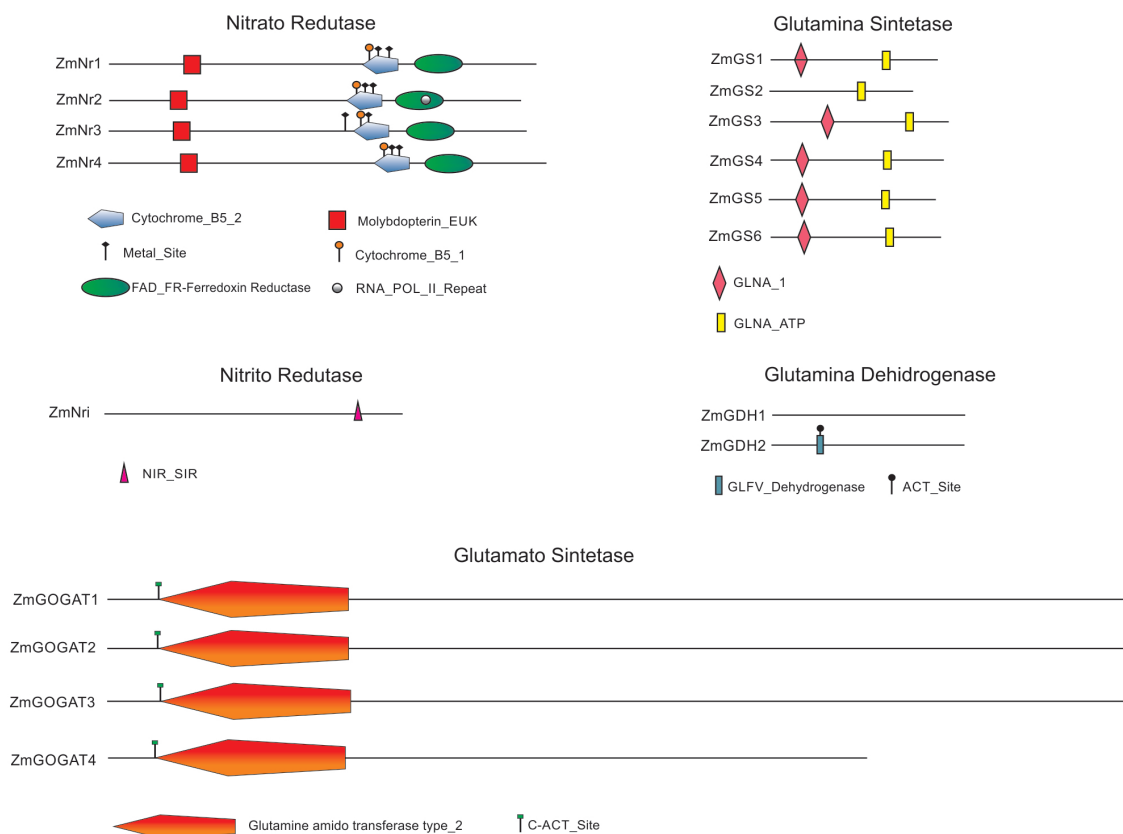 Nitrato Redutase
ZmNr1
ZmNr2
ZmNr3
ZmNr4
Cytochrome_B5_2
Molybdopterin_EUK
Metal_Site
Cytochrome_B5_1
FAD_FR-Ferredoxin Reductase
RNA_POL_II_Repeat
Glutamina Sintetase
ZmGS1
ZmGS2
ZmGS3
ZmGS4
ZmGS5
ZmGS6
GLNA_1
GLNA_ATP
Nitrito Redutase
ZmNri
NIR_SIR
Glutamina Dehidrogenase
ZmGDH1
ZmGDH2
GLFV_Dehydrogenase
ACT_Site
Glutamato Sintetase
ZmGOGAT1
ZmGOGAT2
ZmGOGAT3
ZmGOGAT4
Glutamine amido transferase type_2
C-ACT_Site